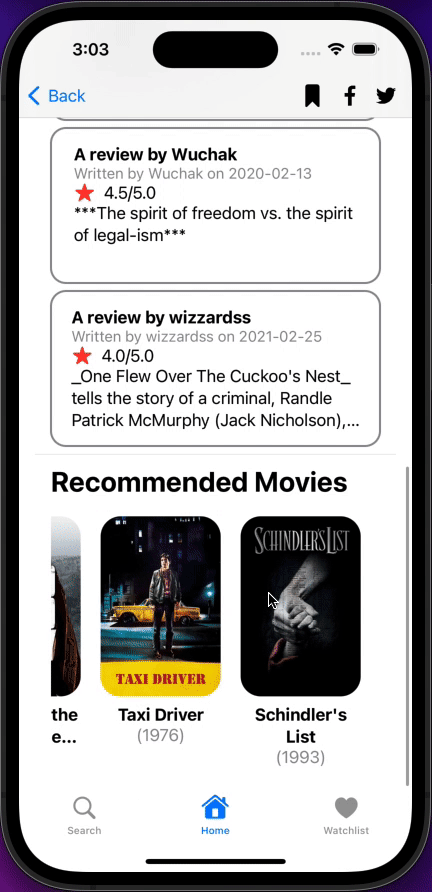 3:03
Back
A review by Wuchak
Written by Wuchak on 2020-02-13
4.5/5.0
***The spirit of freedom vs. the spirit
of legal-ism***
A review by wizzardss
Written by wizzardss on 2021-02-25
4.0/5.0
_One Flew Over The Cuckoo's Nest_
tells the story of a criminal, Randle
Patrick McMurphy (Jack Nicholson),...
Recommended Movies
TAXI DRIVER
SCHINDLER'S LIST
the
e...
Taxi Driver
(1976)
Schindler's
List
(1993)
Search
Home
Watchlist